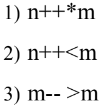 1) n++*m
2) n++<m
3) m-- >m